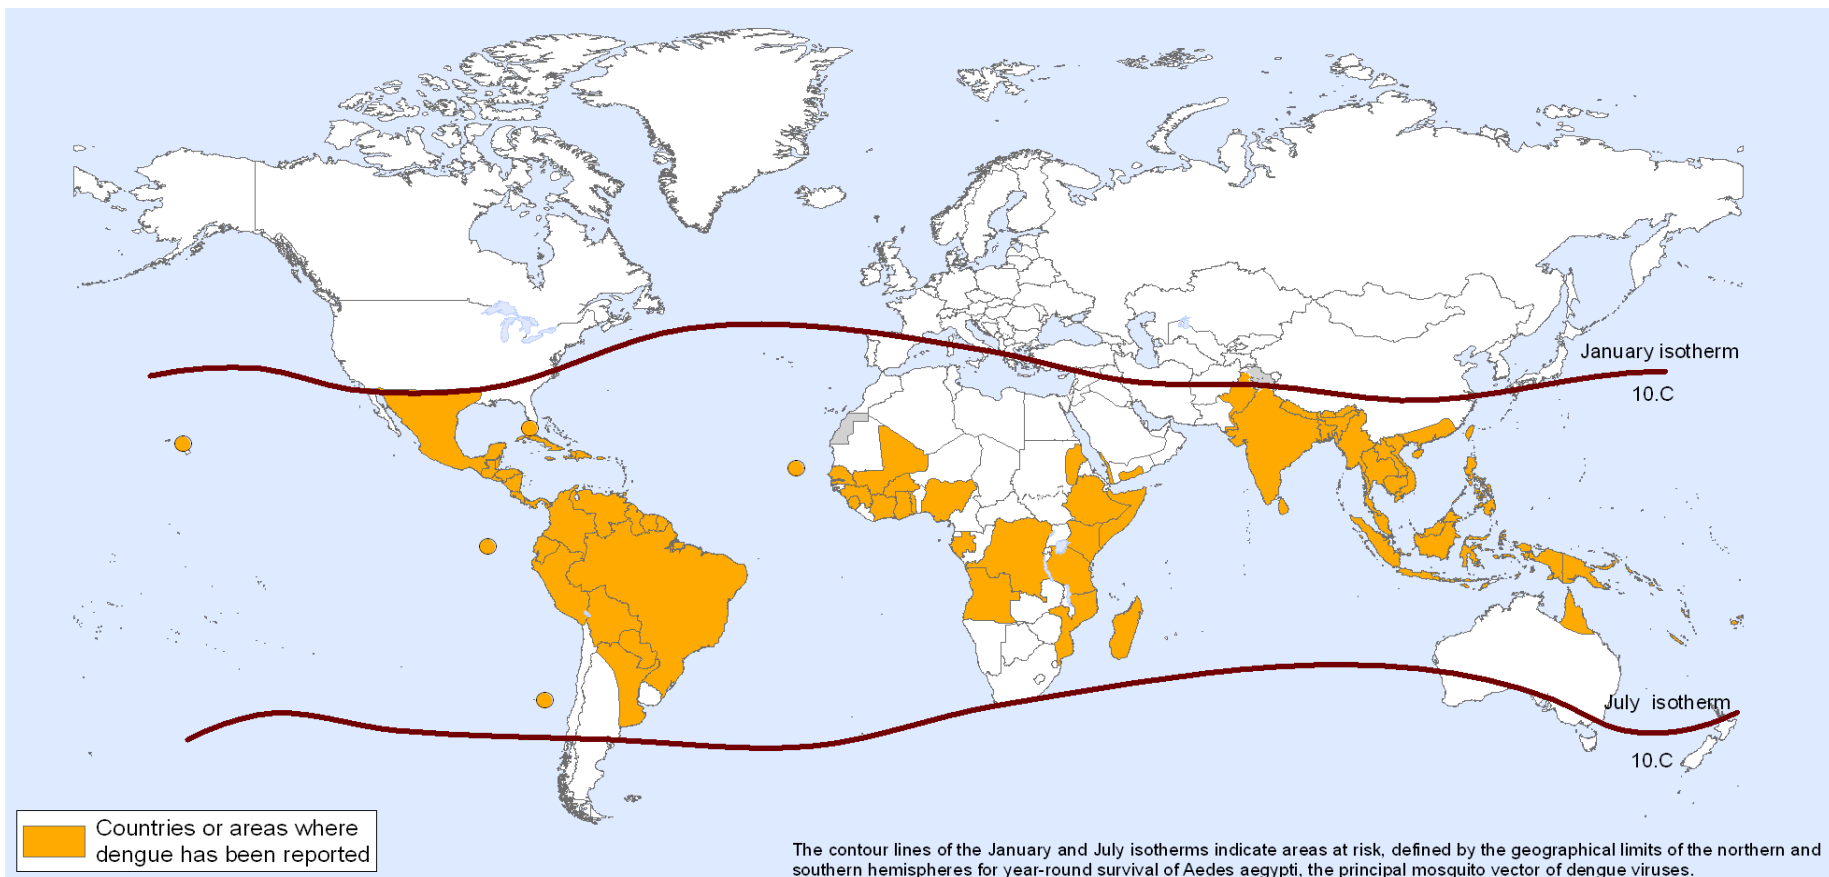 January isotherm
10.C
July isotherm
10.C
Countries or areas where
dengue has been reported
The contour lines of the January and July isotherms indicate areas at risk, defined by the geographical limits of the northern and
southern hemispheres for year-round survival of Aedes aegypti, the principal mosquito vector of dengue viruses.